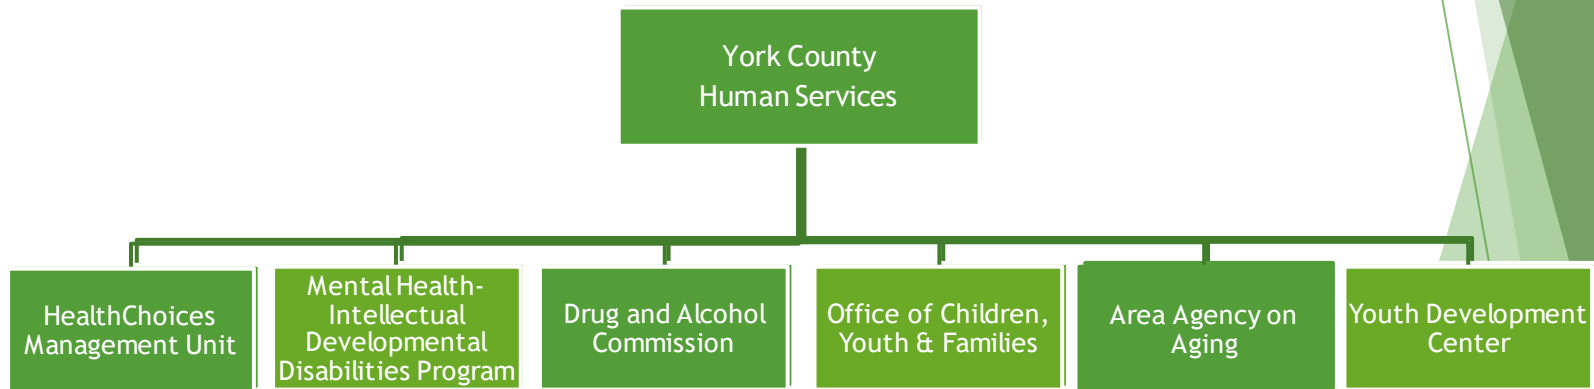 York County
Human Services
HealthChoices
Management Unit
Mental Health-
Intellectual
Developmental
Disabilities Program
Drug and Alcohol
Commission
Office of Children,
Youth & Families
Area Agency on
Aging
Youth Development
Center